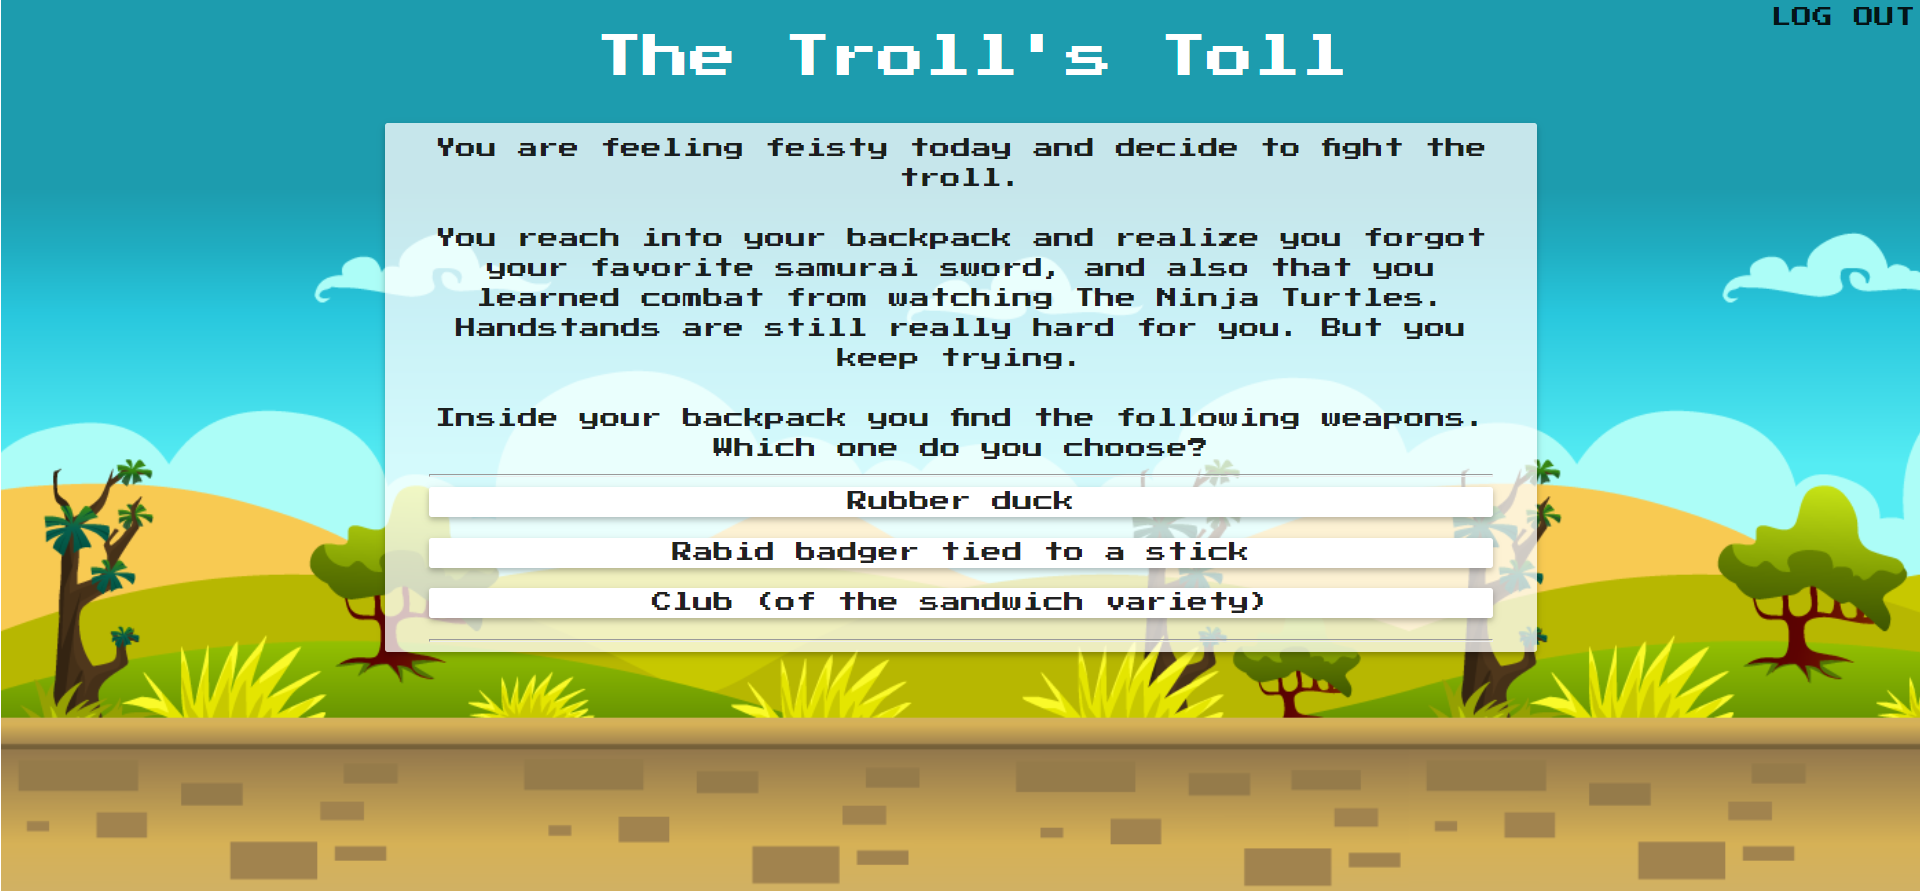 LOG OUT
The Troll's Toll
You are feeling feisty today and decide to fight the
troll.
You reach into your backpack and realize you forgot
your favorite samurai sword, and also that you
learned combat from watching The Ninja Turtles.
Handstands are still really hard for you. But you
keep trying.
Inside your backpack you find the following weapons.
Which one do you choose?
Rubber duck
Rabid badger tied to a stick
Club (of the sandwich variety)